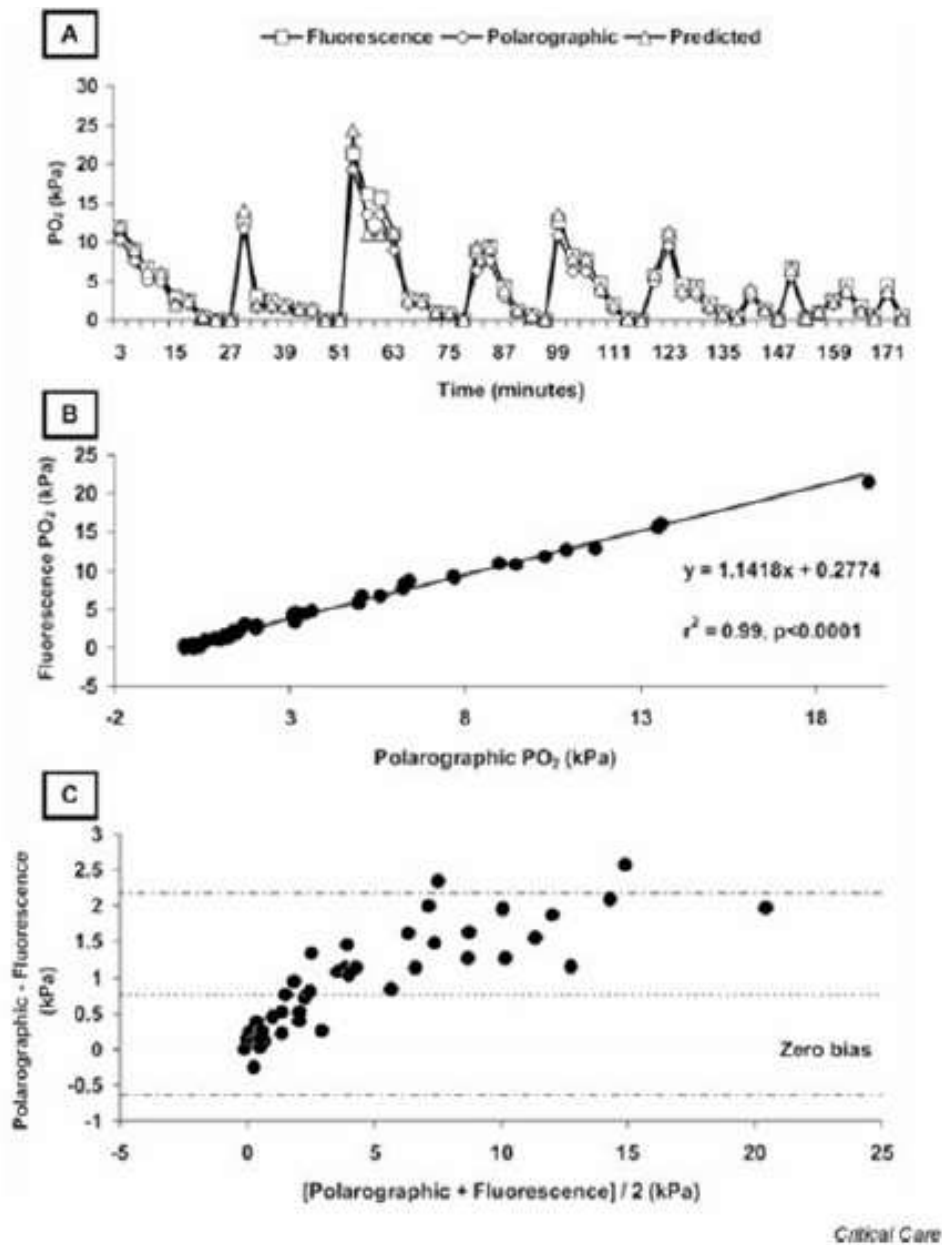 A
Fluorescence Polarographic Predicted
PO₂ (kPa)
30
25
20
15
10
5
0
3 15 27 39 51 63 75 87 99 111 123 135 147 159 171
Time (minutes)
B
Fluorescence PO₂ (kPa)
25
20
15
10
5
0
-5
y = 1.1418x + 0.2774
r² = 0.99, p<0.0001
-2 3 8 13 18
Polarographic PO₂ (kPa)
C
Polarographic - Fluorescence
(kPa)
3
2.5
2
1.5
1
0.5
0
-0.5
-1
Zero bias
-5 0 5 10 15 20 25
[Polarographic + Fluorescence] / 2 (kPa)
Critical Care